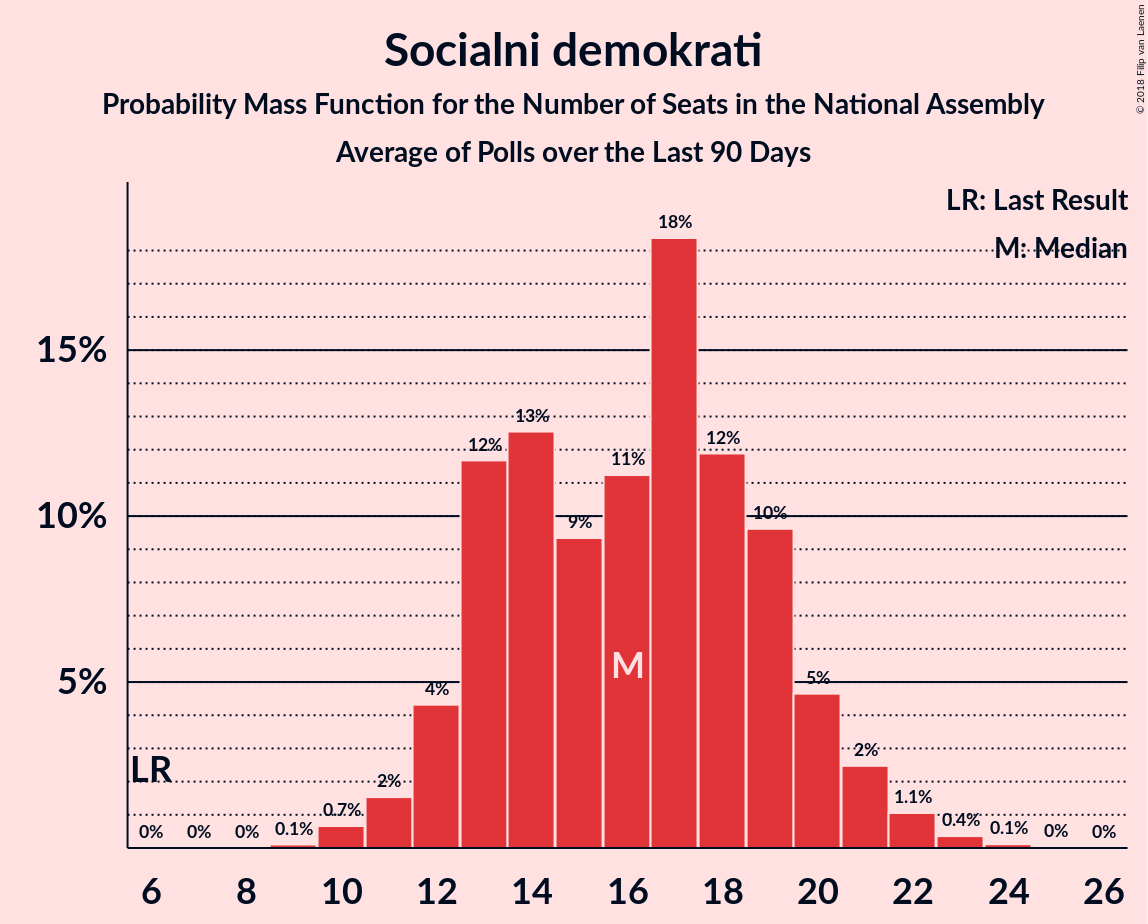 Socialni demokrati
Probability Mass Function for the Number of Seats in the National Assembly
Average of Polls over the Last 90 Days
© 2018 Filip van Laenen
LR: Last Result
M: Median
15%
10%
5%
0%
0%
0%
0.1%
0.7%
2%
4%
12%
13%
9%
11%
18%
12%
10%
5%
2%
1.1%
0.4%
0.1%
0%
0%
LR
M
6 8 10 12 14 16 18 20 22 24 26